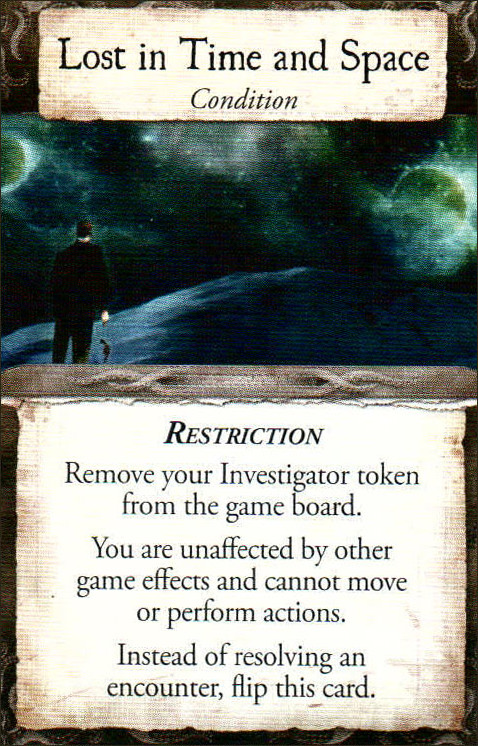 Lost in Time and Space
Condition
Restriction
Remove your Investigator token
from the game board.
You are unaffected by other
game effects and cannot move
or perform actions.
Instead of resolving an
encounter, flip this card.